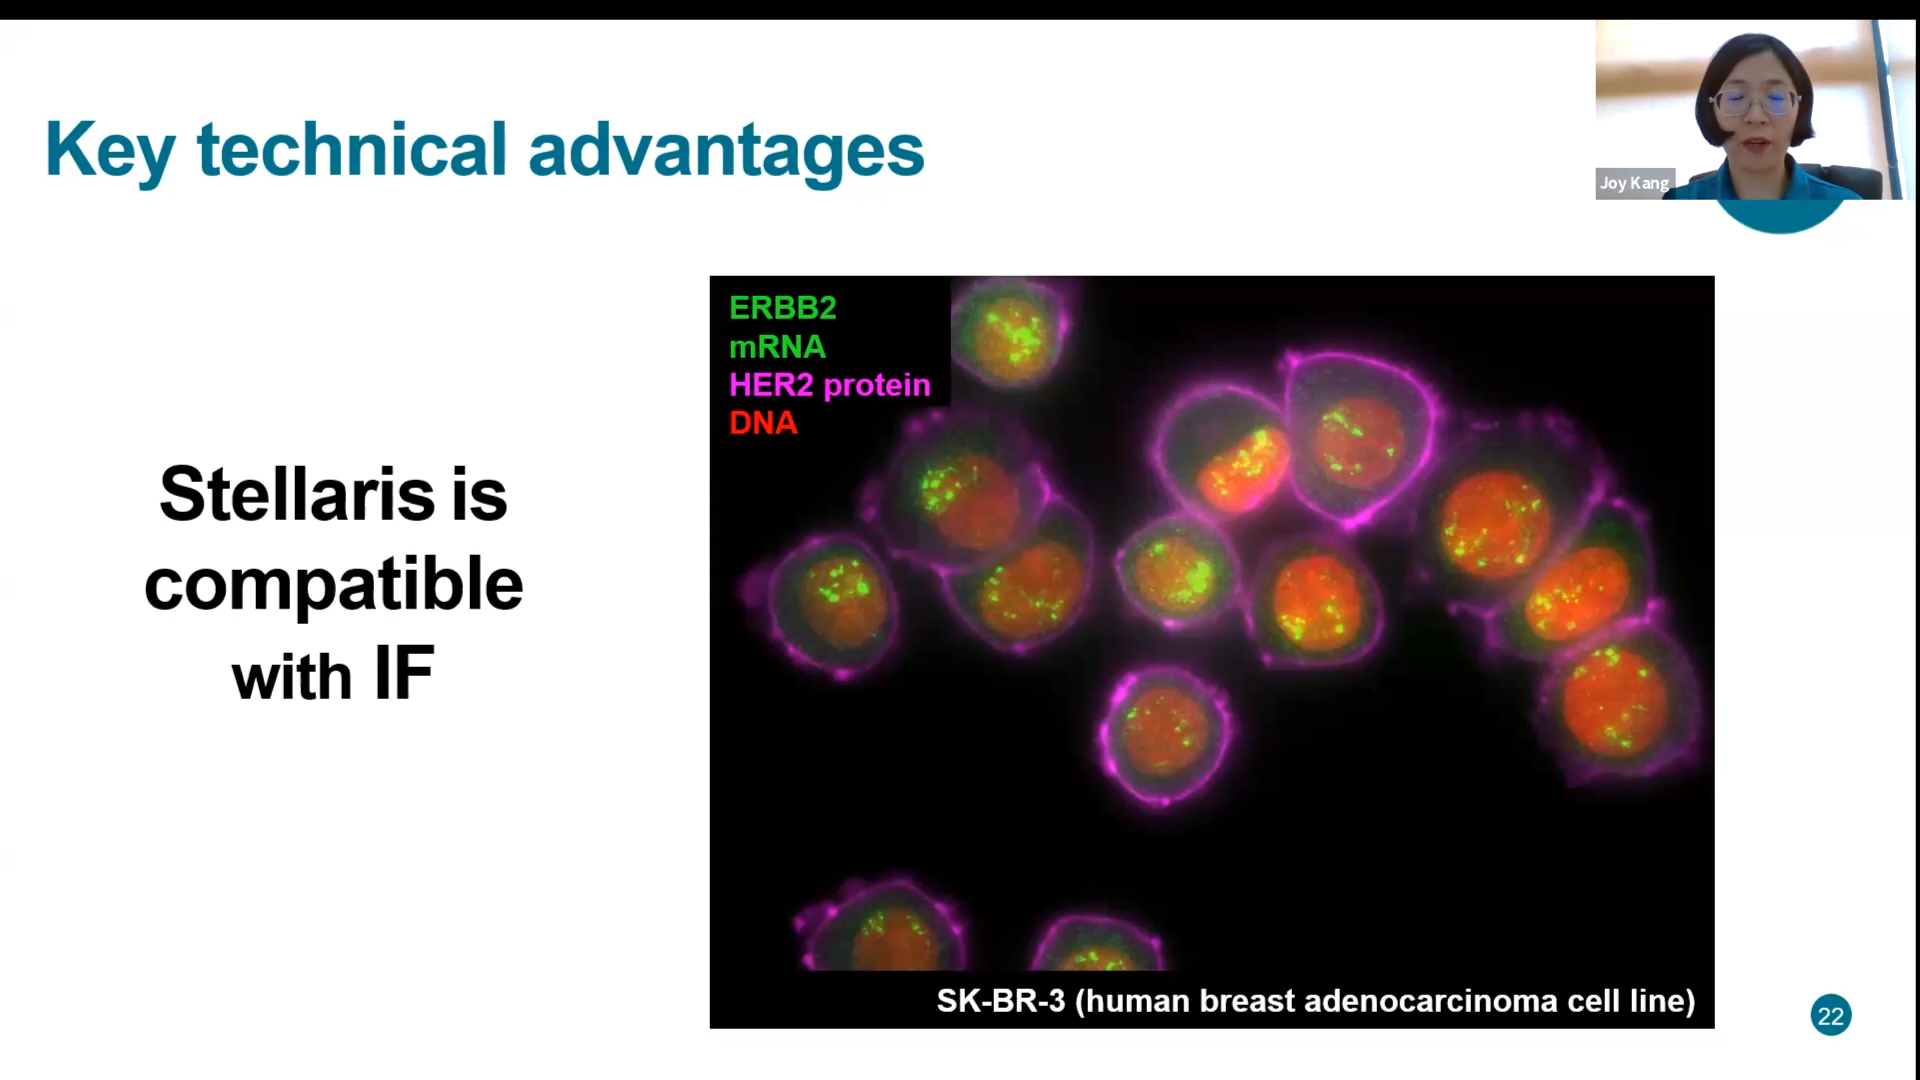 Key technical advantages
Joy Kang
ERBB2
mRNA
HER2 protein
DNA
Stellaris is
compatible
with IF
SK-BR-3 (human breast adenocarcinoma cell line)
22